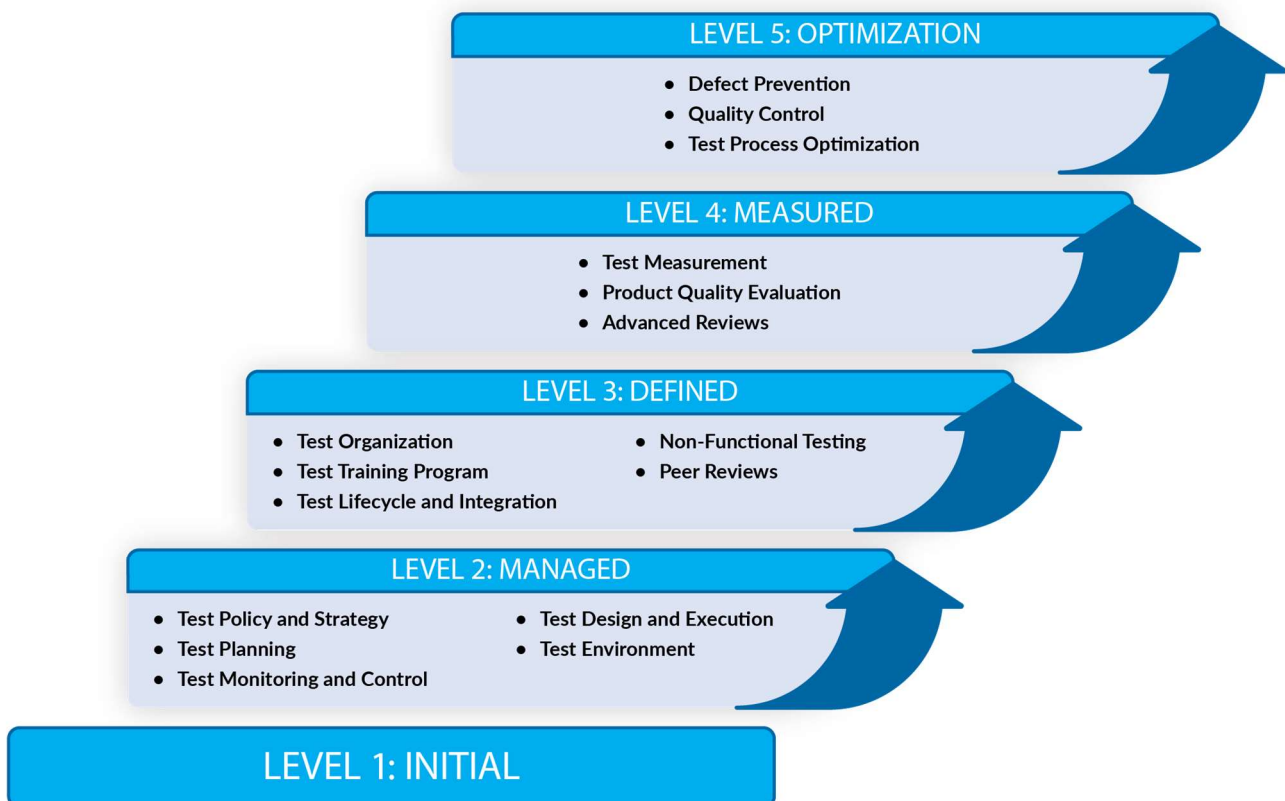 LEVEL 5: OPTIMIZATION
● Defect Prevention
● Quality Control
● Test Process Optimization
LEVEL 4: MEASURED
● Test Measurement
● Product Quality Evaluation
● Advanced Reviews
LEVEL 3: DEFINED
● Test Organization
● Test Training Program
● Test Lifecycle and Integration
● Non-Functional Testing
● Peer Reviews
LEVEL 2: MANAGED
● Test Policy and Strategy
● Test Planning
● Test Monitoring and Control
● Test Design and Execution
● Test Environment
LEVEL 1: INITIAL